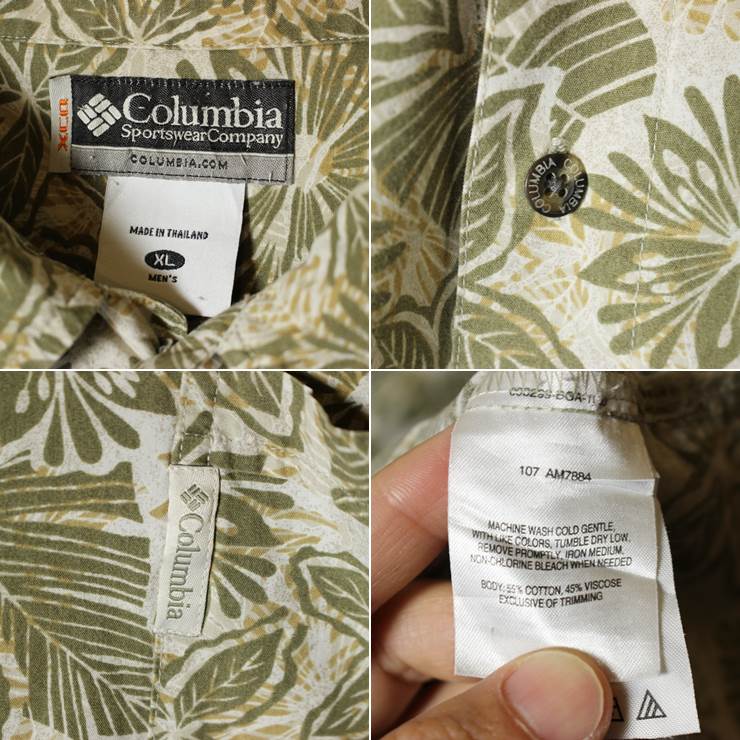 Columbia
Sportswear Company
COLUMBIA.COM
MADE IN THAILAND
XL
MEN'S
COLUMBIA COLUMBIA
Columbia
107 AM7884
MACHINE WASH COLD GENTLE,
WITH LIKE COLORS, TUMBLE DRY LOW,
REMOVE PROMPTLY, IRON MEDIUM,
NON-CHLORINE BLEACH WHEN NEEDED
BODY: 55% COTTON, 45% VISCOSE
EXCLUSIVE OF TRIMMING